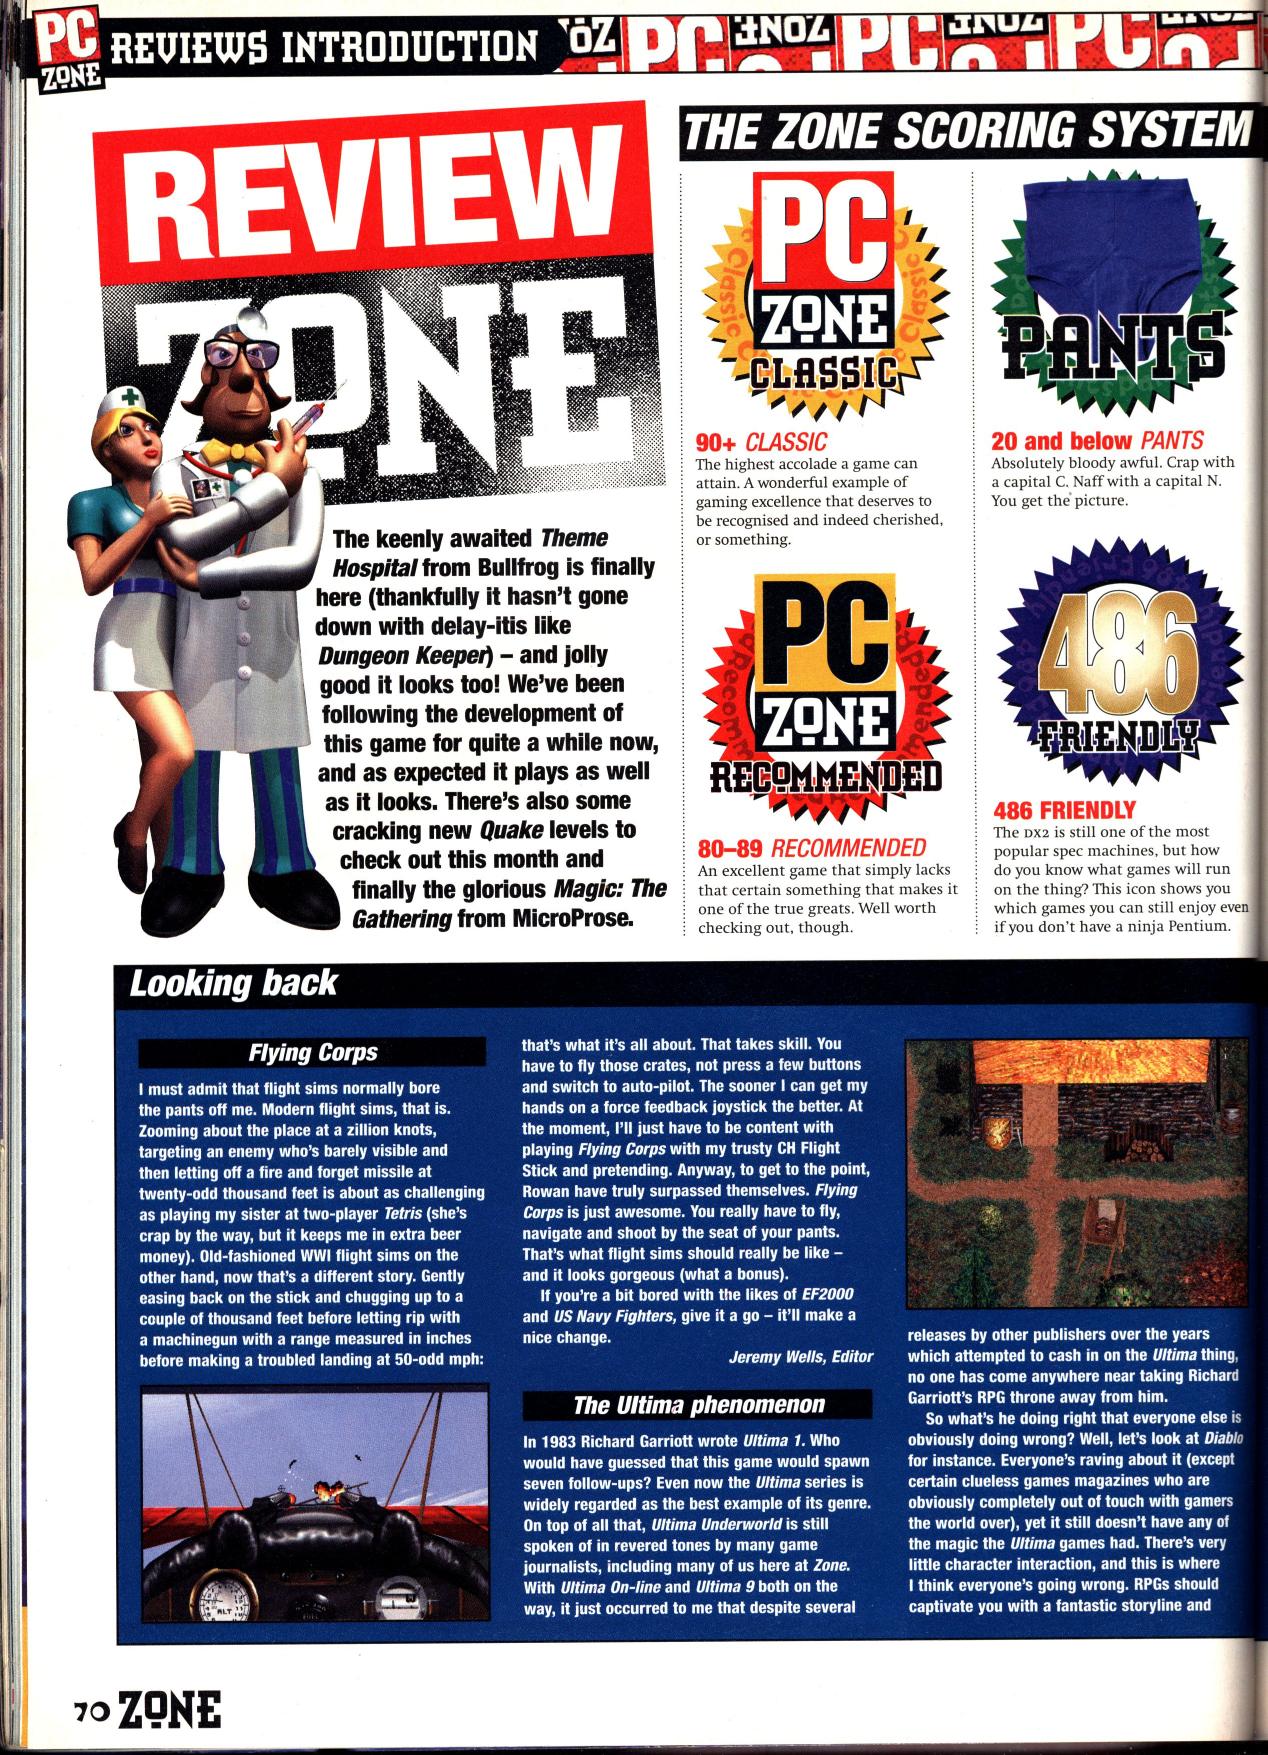 PC ZONE
REVIEWS INTRODUCTION
REVIEW
ZONE
The keenly awaited Theme
Hospital from Bullfrog is finally
here (thankfully it hasn't gone
down with delay-itis like
Dungeon Keeper) – and jolly
good it looks too! We've been
following the development of
this game for quite a while now,
and as expected it plays as well
as it looks. There's also some
cracking new Quake levels to
check out this month and
finally the glorious Magic: The
Gathering from MicroProse.
THE ZONE SCORING SYSTEM
PC
ZONE
CLASSIC
90+ CLASSIC
The highest accolade a game can
attain. A wonderful example of
gaming excellence that deserves to
be recognised and indeed cherished,
or something.
PC
ZONE
RECOMMENDED
80–89 RECOMMENDED
An excellent game that simply lacks
that certain something that makes it
one of the true greats. Well worth
checking out, though.
PANTS
20 and below PANTS
Absolutely bloody awful. Crap with
a capital C. Naff with a capital N.
You get the picture.
486
FRIENDLY
486 FRIENDLY
The DX2 is still one of the most
popular spec machines, but how
do you know what games will run
on the thing? This icon shows you
which games you can still enjoy even
if you don't have a ninja Pentium.
Looking back
Flying Corps
I must admit that flight sims normally bore
the pants off me. Modern flight sims, that is.
Zooming about the place at a zillion knots,
targeting an enemy who's barely visible and
then letting off a fire and forget missile at
twenty-odd thousand feet is about as challenging
as playing my sister at two-player Tetris (she's
crap by the way, but it keeps me in extra beer
money). Old-fashioned WWI flight sims on the
other hand, now that's a different story. Gently
easing back on the stick and chugging up to a
couple of thousand feet before letting rip with
a machinegun with a range measured in inches
before making a troubled landing at 50-odd mph:
ALT
that's what it's all about. That takes skill. You
have to fly those crates, not press a few buttons
and switch to auto-pilot. The sooner I can get my
hands on a force feedback joystick the better. At
the moment, I'll just have to be content with
playing Flying Corps with my trusty CH Flight
Stick and pretending. Anyway, to get to the point,
Rowan have truly surpassed themselves. Flying
Corps is just awesome. You really have to fly,
navigate and shoot by the seat of your pants.
That's what flight sims should really be like –
and it looks gorgeous (what a bonus).
If you're a bit bored with the likes of EF2000
and US Navy Fighters, give it a go – it'll make a
nice change.
Jeremy Wells, Editor
The Ultima phenomenon
In 1983 Richard Garriott wrote Ultima 1. Who
would have guessed that this game would spawn
seven follow-ups? Even now the Ultima series is
widely regarded as the best example of its genre.
On top of all that, Ultima Underworld is still
spoken of in revered tones by many game
journalists, including many of us here at Zone.
With Ultima On-line and Ultima 9 both on the
way, it just occurred to me that despite several
releases by other publishers over the years
which attempted to cash in on the Ultima thing,
no one has come anywhere near taking Richard
Garriott's RPG throne away from him.
So what's he doing right that everyone else is
obviously doing wrong? Well, let's look at Diablo
for instance. Everyone's raving about it (except
certain clueless games magazines who are
obviously completely out of touch with gamers
the world over), yet it still doesn't have any of
the magic the Ultima games had. There's very
little character interaction, and this is where
I think everyone's going wrong. RPGs should
captivate you with a fantastic storyline and
70 ZONE